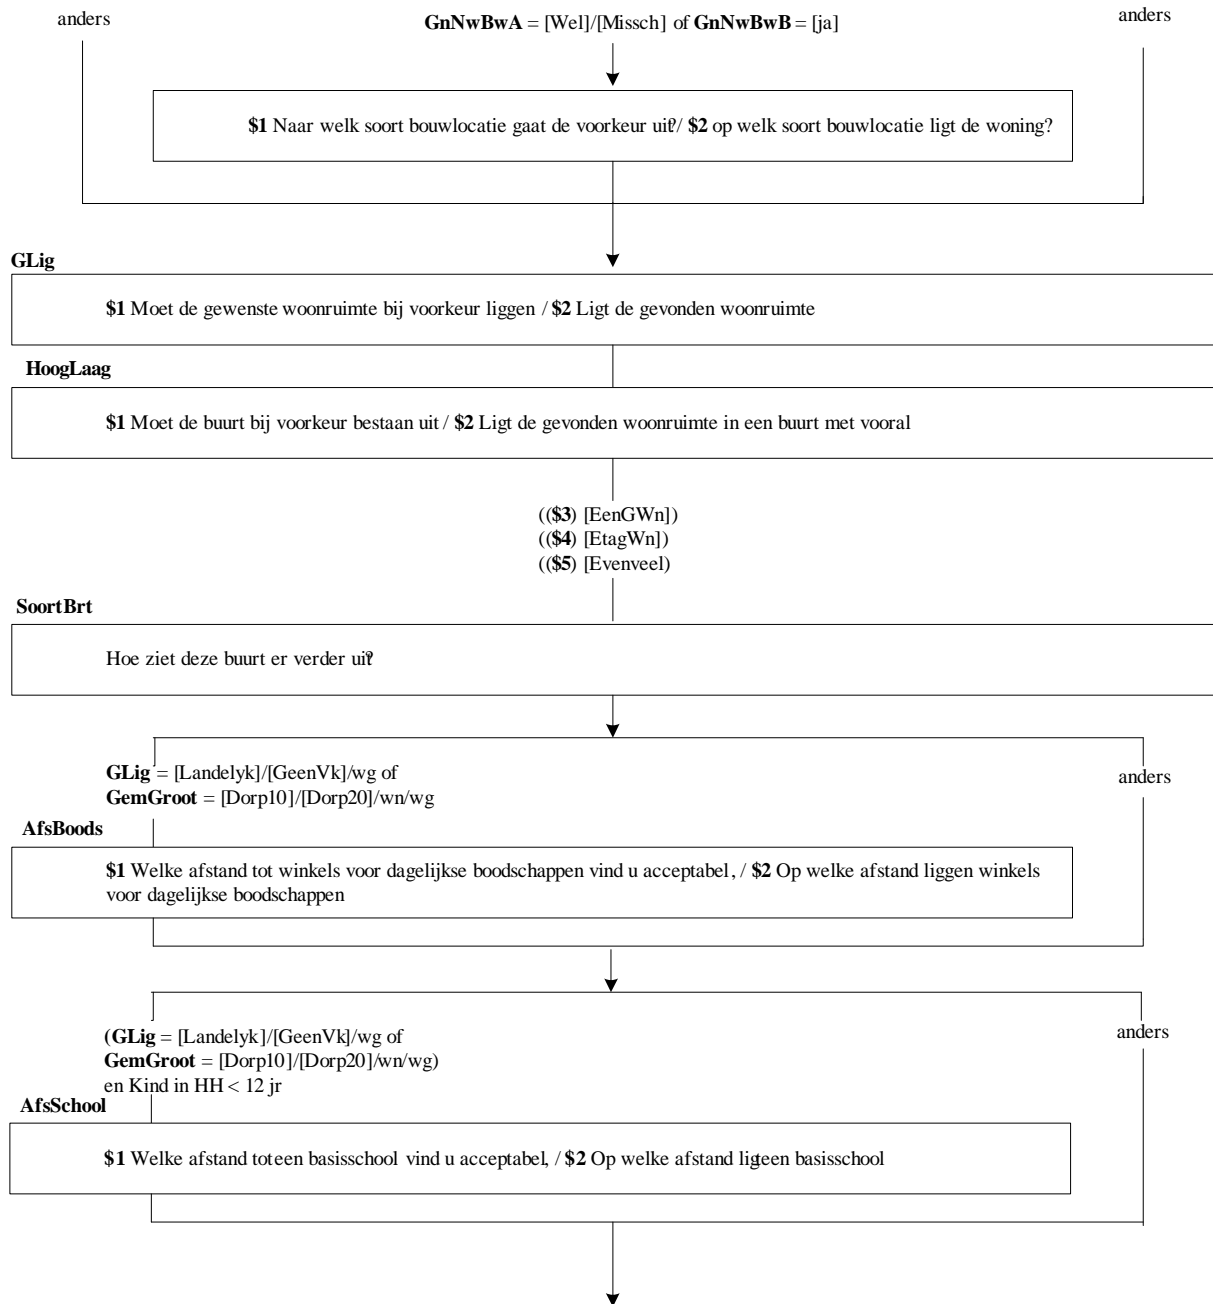 anders
GnNwBwA = [Wel]/[Missch] of GnNwBwB = [ja]
anders
$1 Naar welk soort bouwlocatie gaat de voorkeur uit?/ $2 op welk soort bouwlocatie ligt de woning?
GLig
$1 Moet de gewenste woonruimte bij voorkeur liggen / $2 Ligt de gevonden woonruimte
HoogLaag
$1 Moet de buurt bij voorkeur bestaan uit / $2 Ligt de gevonden woonruimte in een buurt met vooral
(($3) [EenGWn])
(($4) [EtagWn])
(($5) [Evenveel)
SoortBrt
Hoe ziet deze buurt er verder uit?
GLig = [Landelyk]/[GeenVk]/wg of
GemGroot = [Dorp10]/[Dorp20]/wn/wg
anders
AfsBoods
$1 Welke afstand tot winkels voor dagelijkse boodschappen vind u acceptabel, / $2 Op welke afstand liggen winkels
voor dagelijkse boodschappen
(GLig = [Landelyk]/[GeenVk]/wg of
GemGroot = [Dorp10]/[Dorp20]/wn/wg)
en Kind in HH < 12 jr
anders
AfsSchool
$1 Welke afstand tot een basisschool vind u acceptabel, / $2 Op welke afstand ligt een basisschool